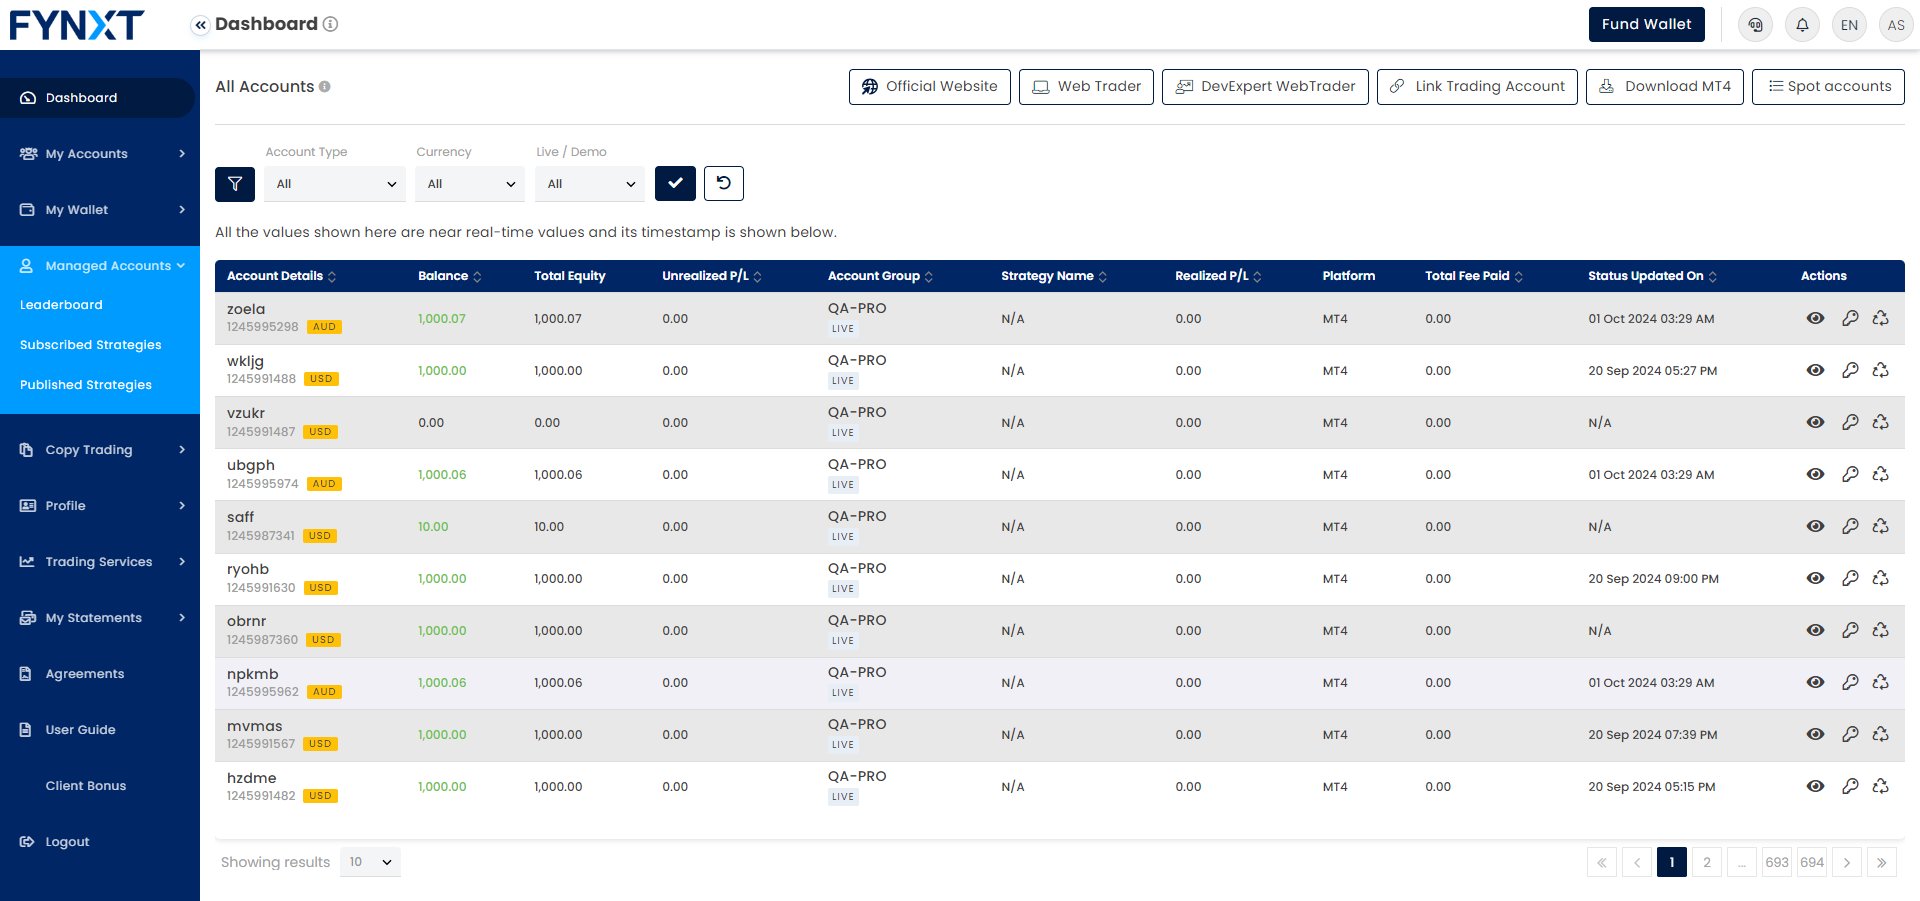 FYNXT
Dashboard
Fund Wallet
EN
AS
Dashboard
My Accounts
My Wallet
Managed Accounts
Leaderboard
Subscribed Strategies
Published Strategies
Copy Trading
Profile
Trading Services
My Statements
Agreements
User Guide
Client Bonus
Logout
All Accounts
Official Website
Web Trader
DevExpert WebTrader
Link Trading Account
Download MT4
Spot accounts
Account Type
Currency
Live / Demo
All
All
All
All the values shown here are near real-time values and its timestamp is shown below.
Account Details Balance Total Equity Unrealized P/L Account Group Strategy Name Realized P/L Platform Total Fee Paid Status Updated On Actions
zoela QA-PRO
1245995298 AUD 1,000.07 1,000.07 0.00 LIVE N/A 0.00 MT4 0.00 01 Oct 2024 03:29 AM
wkljg QA-PRO
1245991488 USD 1,000.00 1,000.00 0.00 LIVE N/A 0.00 MT4 0.00 20 Sep 2024 05:27 PM
vzukr QA-PRO
1245991487 USD 0.00 0.00 0.00 LIVE N/A 0.00 MT4 0.00 N/A
ubgph QA-PRO
1245995974 AUD 1,000.06 1,000.06 0.00 LIVE N/A 0.00 MT4 0.00 01 Oct 2024 03:29 AM
saff QA-PRO
1245987341 USD 10.00 10.00 0.00 LIVE N/A 0.00 MT4 0.00 N/A
ryohb QA-PRO
1245991630 USD 1,000.00 1,000.00 0.00 LIVE N/A 0.00 MT4 0.00 20 Sep 2024 09:00 PM
obrnr QA-PRO
1245987360 USD 1,000.00 1,000.00 0.00 LIVE N/A 0.00 MT4 0.00 N/A
npkmb QA-PRO
1245995962 AUD 1,000.06 1,000.06 0.00 LIVE N/A 0.00 MT4 0.00 01 Oct 2024 03:29 AM
mvmas QA-PRO
1245991567 USD 1,000.00 1,000.00 0.00 LIVE N/A 0.00 MT4 0.00 20 Sep 2024 07:39 PM
hzdme QA-PRO
1245991482 USD 1,000.00 1,000.00 0.00 LIVE N/A 0.00 MT4 0.00 20 Sep 2024 05:15 PM
Showing results 10
« ‹ 1 2 ... 693 694 › »